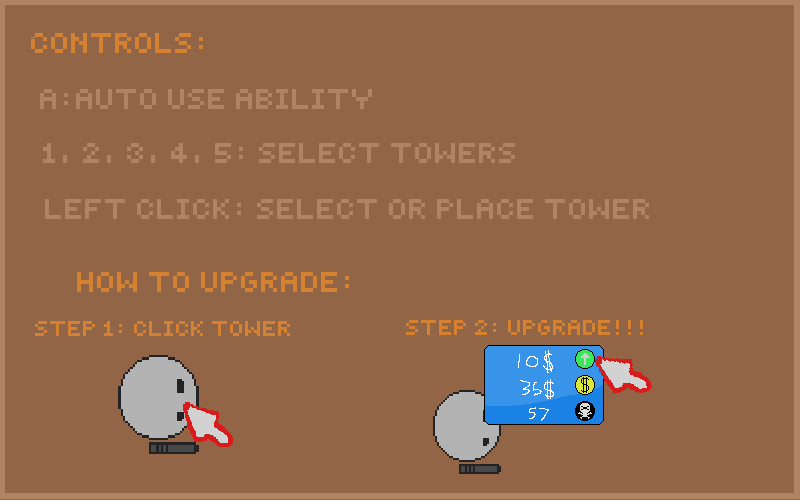 CONTROLS:
A:AUTO USE ABILITY
1. 2. 3. 4. 5: SELECT TOWERS
LEFT CLICK: SELECT OR PLACE TOWER
HOW TO UPGRADE:
STEP 1: CLICK TOWER
STEP 2: UPGRADE!!!
10$
35$
$
57